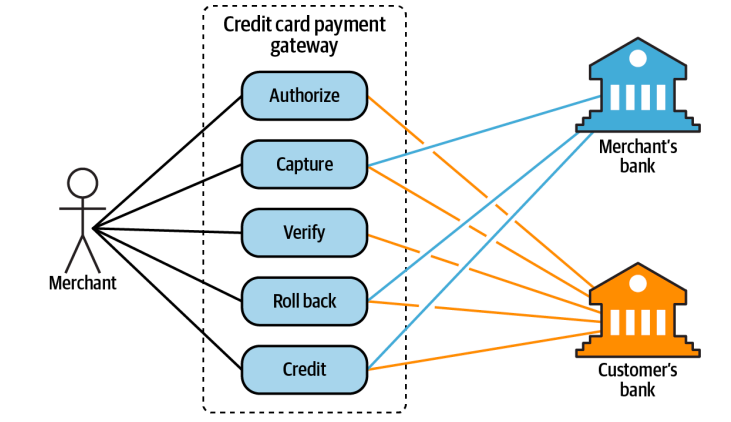 Credit card payment
gateway
Authorize
Capture
Verify
Roll back
Credit
Merchant
Merchant's
bank
Customer's
bank